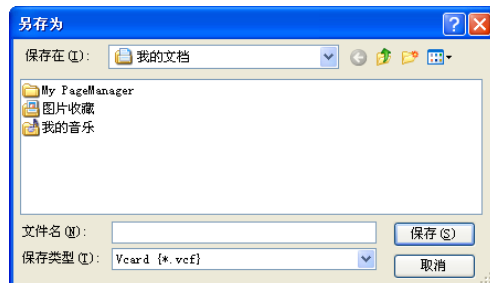 另存为
保存在(I): 我的文档
My PageManager
图片收藏
我的音乐
文件名(N): 保存(S)
保存类型(T): Vcard {*.vcf} 取消